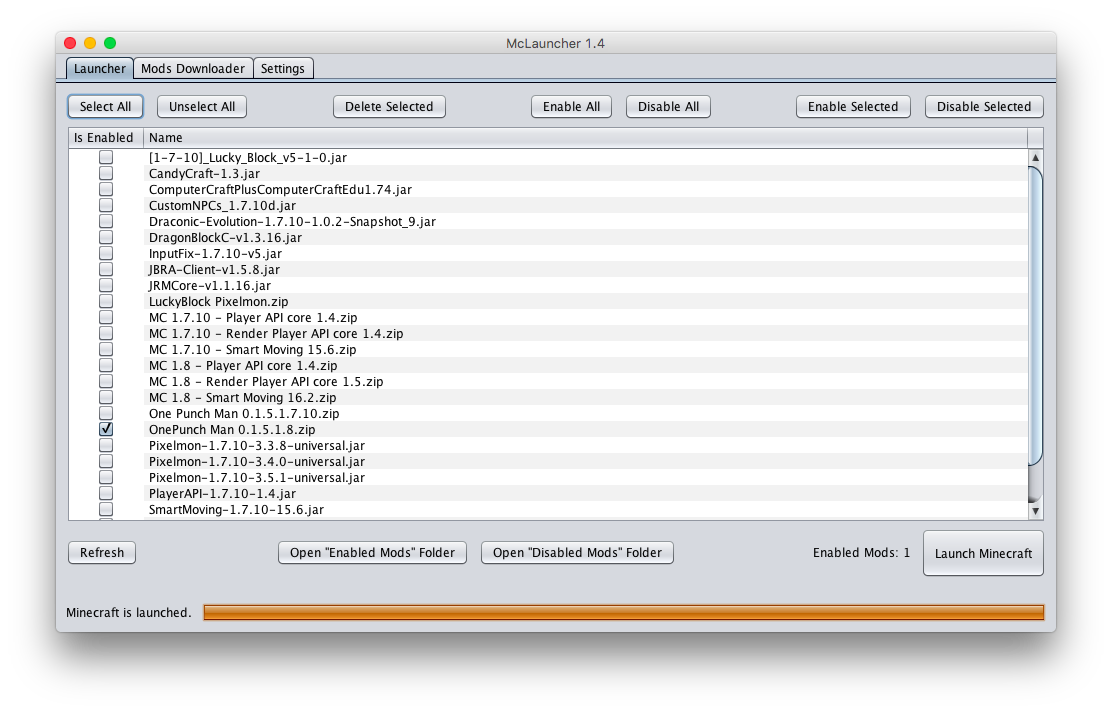 McLauncher 1.4
Launcher Mods Downloader Settings
Select All Unselect All Delete Selected Enable All Disable All Enable Selected Disable Selected
Is Enabled Name
[1-7-10]_Lucky_Block_v5-1-0.jar
CandyCraft-1.3.jar
ComputerCraftPlusComputerCraftEdu1.74.jar
CustomNPCs_1.7.10d.jar
Draconic-Evolution-1.7.10-1.0.2-Snapshot_9.jar
DragonBlockC-v1.3.16.jar
InputFix-1.7.10-v5.jar
JBRA-Client-v1.5.8.jar
JRMCore-v1.1.16.jar
LuckyBlock Pixelmon.zip
MC 1.7.10 - Player API core 1.4.zip
MC 1.7.10 - Render Player API core 1.4.zip
MC 1.7.10 - Smart Moving 15.6.zip
MC 1.8 - Player API core 1.4.zip
MC 1.8 - Render Player API core 1.5.zip
MC 1.8 - Smart Moving 16.2.zip
One Punch Man 0.1.5.1.7.10.zip
OnePunch Man 0.1.5.1.8.zip
Pixelmon-1.7.10-3.3.8-universal.jar
Pixelmon-1.7.10-3.4.0-universal.jar
Pixelmon-1.7.10-3.5.1-universal.jar
PlayerAPI-1.7.10-1.4.jar
SmartMoving-1.7.10-15.6.jar
Refresh Open "Enabled Mods" Folder Open "Disabled Mods" Folder Enabled Mods: 1 Launch Minecraft
Minecraft is launched.